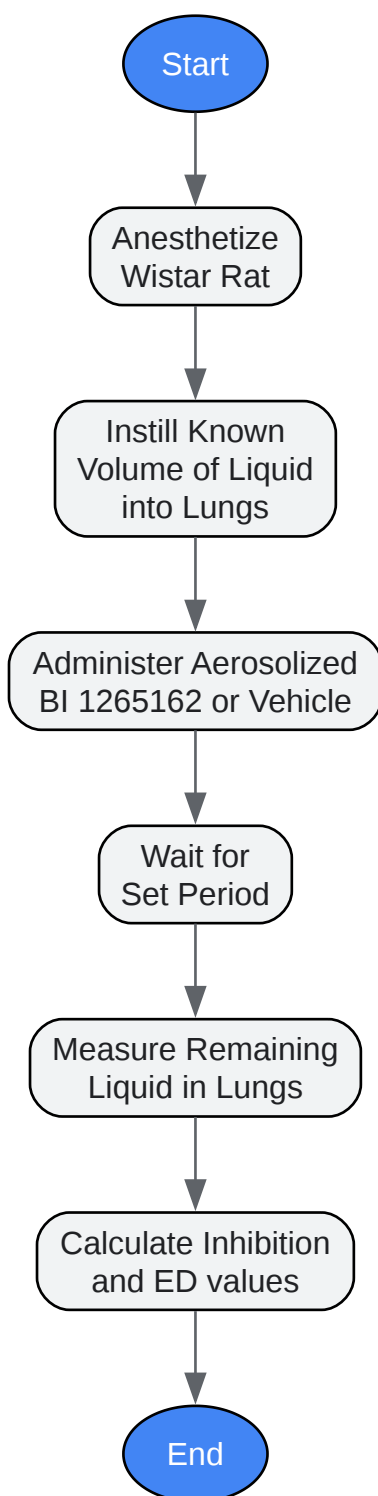 Start
Anesthetize
Wistar Rat
Instill Known
Volume of Liquid
into Lungs
Administer Aerosolized
BI 1265162 or Vehicle
Wait for
Set Period
Measure Remaining
Liquid in Lungs
Calculate Inhibition
and ED values
End